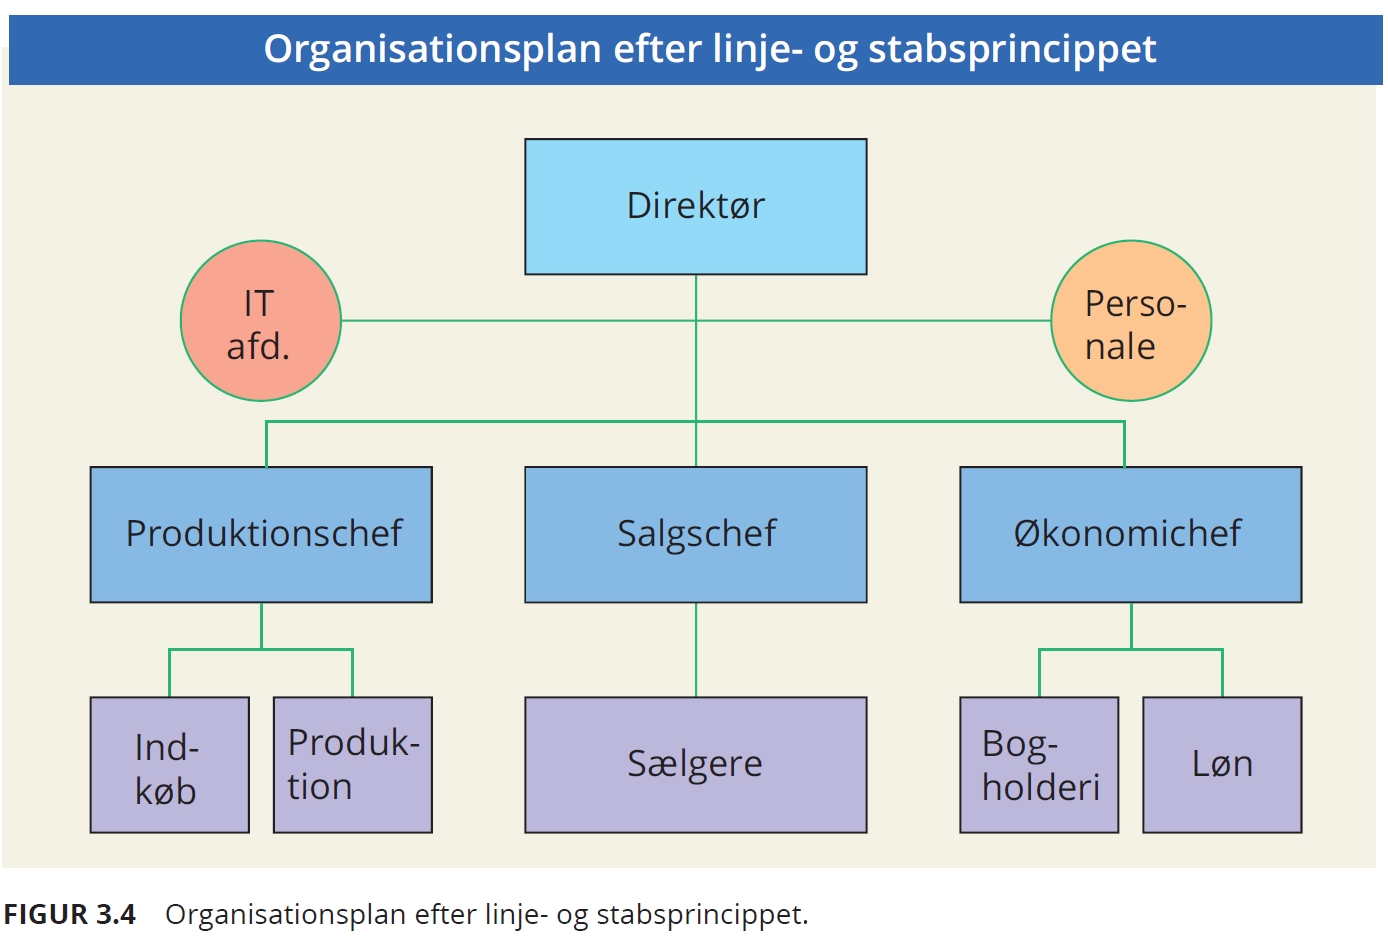 Organisationsplan efter linje- og stabsprincippet
Direktør
IT
afd.
Perso-
nale
Produktionschef
Salgschef
Økonomichef
Ind-
køb
Produk-
tion
Sælgere
Bog-
holderi
Løn
FIGUR 3.4 Organisationsplan efter linje- og stabsprincippet.